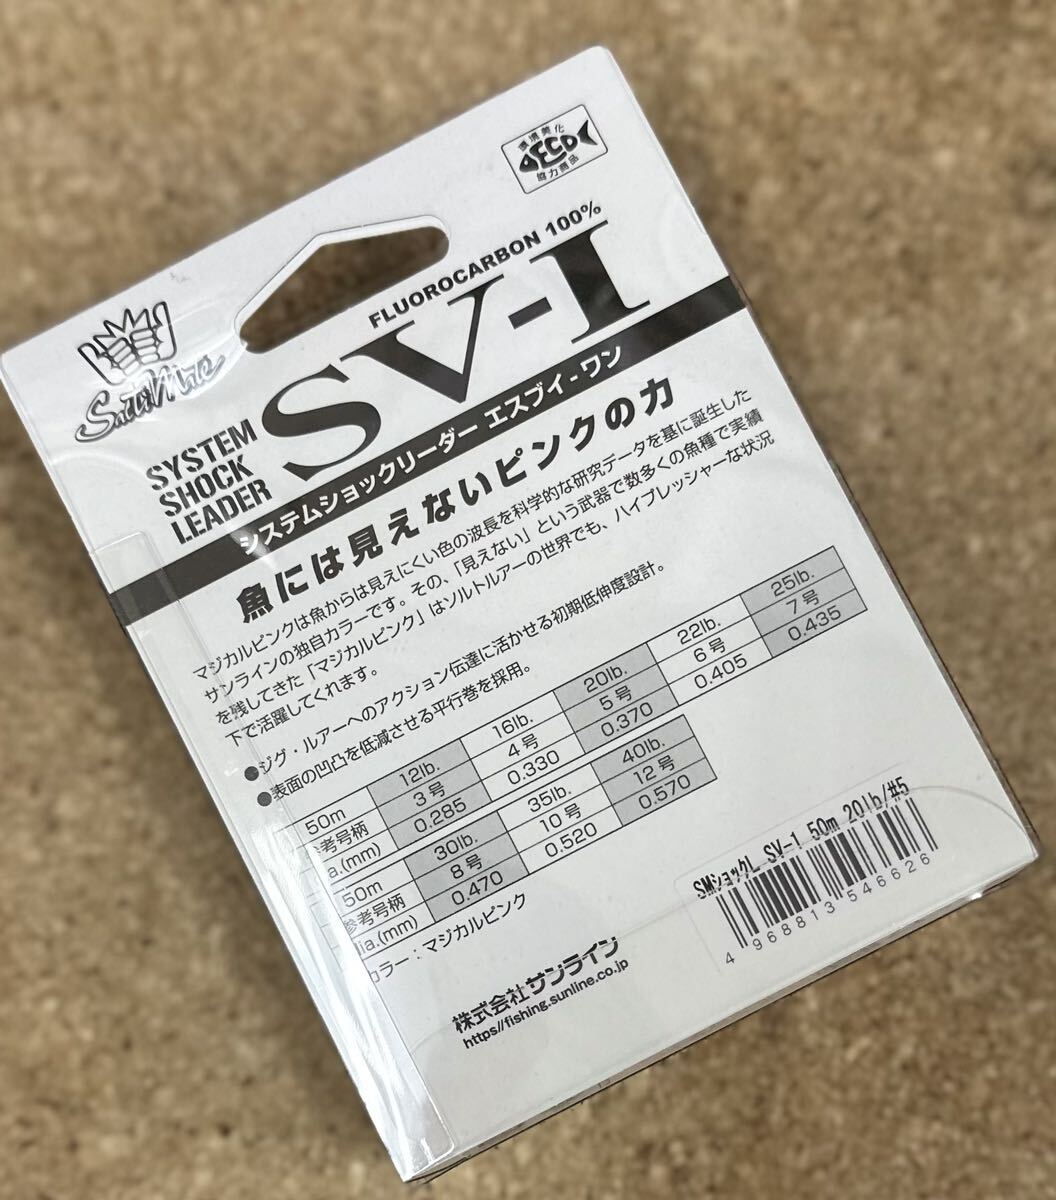 環境美化
ECO
協力商品
FLUOROCARBON 100%
SaltiMate
SYSTEM
SHOCK
LEADER
SV-I
システムショックリーダー エスブイ-ワン
魚には見えないピンクの力
マジカルピンクは魚からは見えにくい色の波長を科学的な研究データを基に誕生した
サンラインの独自カラーです。その、「見えない」という武器で数多くの魚種で実績
を残してきた「マジカルピンク」はソルトルアーの世界でも、ハイプレッシャーな状況
下で活躍してくれます。
●ジグ・ルアーへのアクション伝達に活かせる初期低伸度設計。
●表面の凹凸を低減させる平行巻を採用。
50m 12lb. 16lb. 20lb. 22lb. 25lb.
参考号柄 3号 4号 5号 6号 7号
a.(mm) 0.285 0.330 0.370 0.405 0.435
50m 30lb. 35lb. 40lb.
参考号柄 8号 10号 12号
Dia.(mm) 0.470 0.520 0.570
カラー：マジカルピンク
株式会社サンライン
https//fishing.sunline.co.jp
SMショックL SV-1 50m 20lb/#5
4 968813 546626